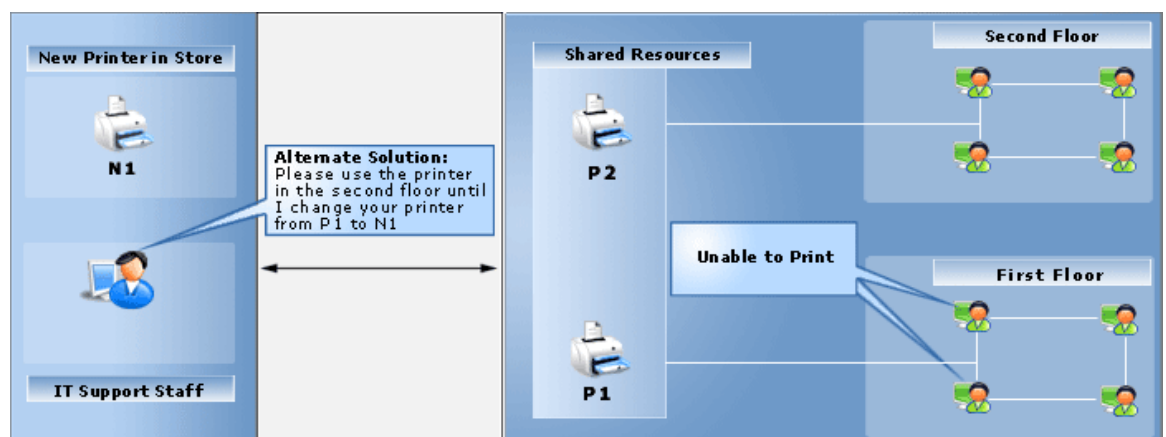 New Printer in Store
N1
Alternate Solution:
Please use the printer
in the second floor until
I change your printer
from P1 to N1
IT Support Staff
Shared Resources
P2
P1
Second Floor
Unable to Print
First Floor